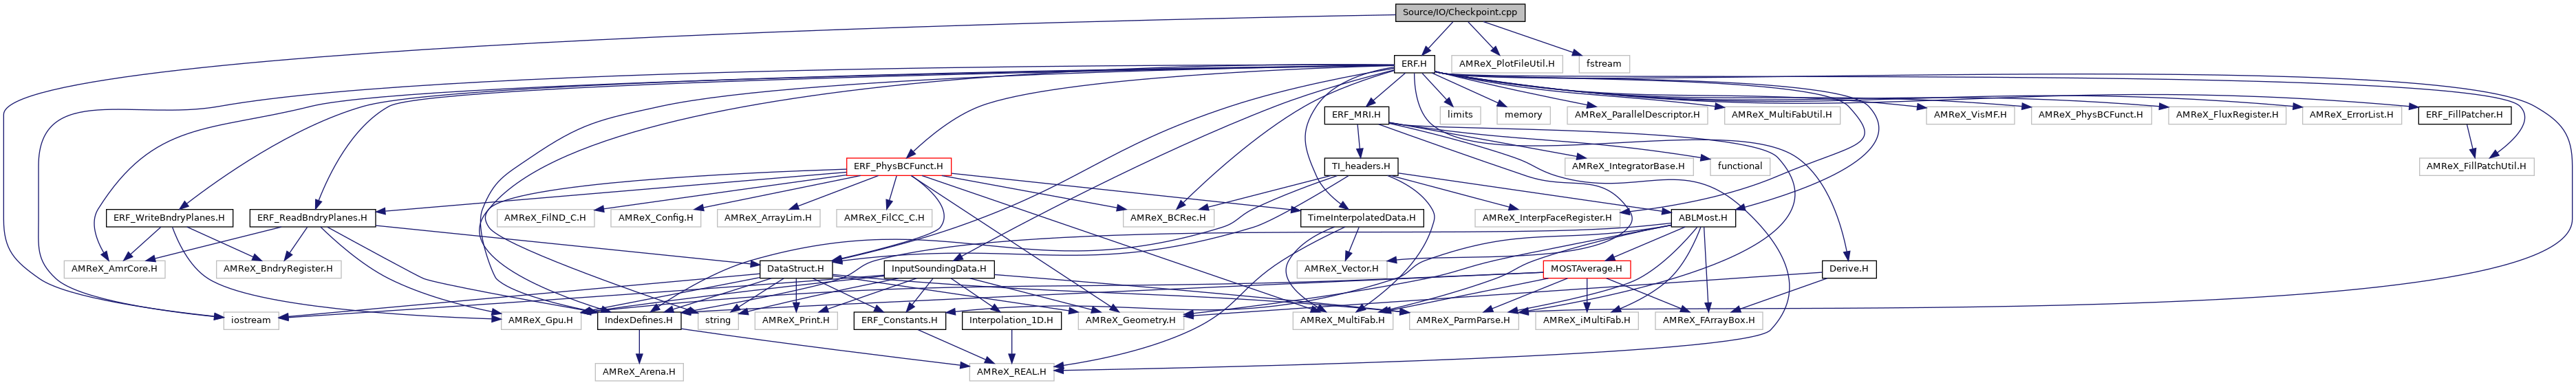 Source/IO/Checkpoint.cpp
ERF.H
AMReX_PlotFileUtil.H
fstream
ERF_MRI.H
limits
memory
AMReX_ParallelDescriptor.H
AMReX_MultiFabUtil.H
AMReX_VisMF.H
AMReX_PhysBCFunct.H
AMReX_FluxRegister.H
AMReX_ErrorList.H
ERF_FillPatcher.H
ERF_PhysBCFunct.H
TI_headers.H
AMReX_IntegratorBase.H
functional
AMReX_FillPatchUtil.H
ERF_WriteBndryPlanes.H
ERF_ReadBndryPlanes.H
AMReX_FilND_C.H
AMReX_Config.H
AMReX_ArrayLim.H
AMReX_FilCC_C.H
AMReX_BCRec.H
TimeInterpolatedData.H
AMReX_InterpFaceRegister.H
ABLMost.H
AMReX_AmrCore.H
AMReX_BndryRegister.H
DataStruct.H
InputSoundingData.H
AMReX_Vector.H
MOSTAverage.H
Derive.H
iostream
AMReX_Gpu.H
IndexDefines.H
string
AMReX_Print.H
ERF_Constants.H
Interpolation_1D.H
AMReX_Geometry.H
AMReX_MultiFab.H
AMReX_ParmParse.H
AMReX_iMultiFab.H
AMReX_FArrayBox.H
AMReX_Arena.H
AMReX_REAL.H